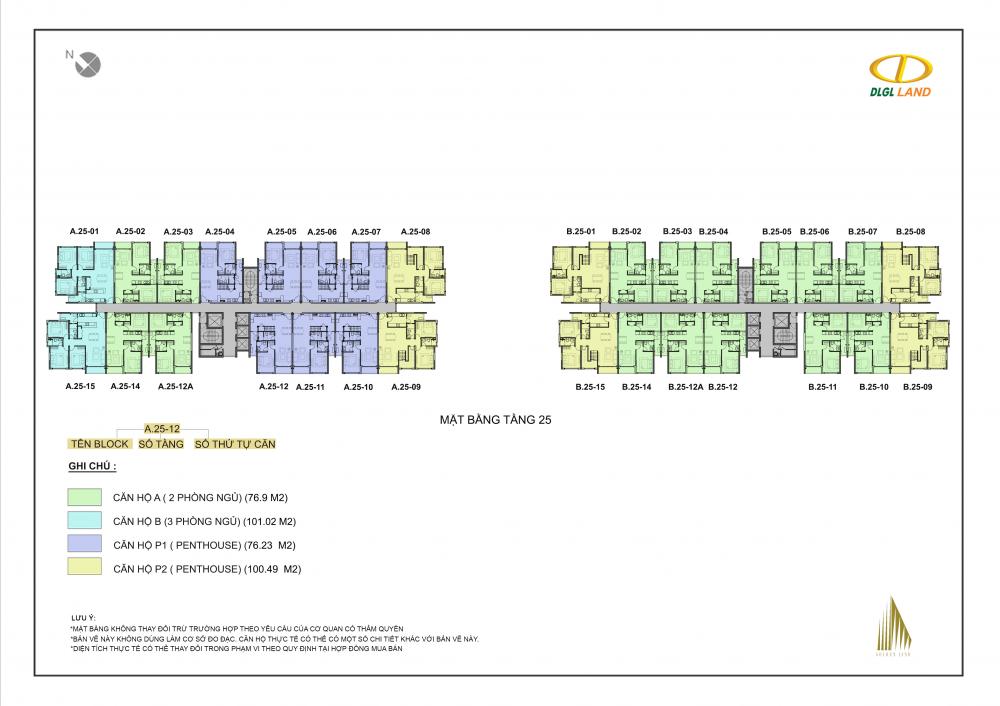 N
DLGL LAND
A.25-01 A.25-02 A.25-03 A.25-04 A.25-05 A.25-06 A.25-07 A.25-08
B.25-01 B.25-02 B.25-03 B.25-04 B.25-05 B.25-06 B.25-07 B.25-08
A.25-15 A.25-14 A.25-12A A.25-12 A.25-11 A.25-10 A.25-09
B.25-15 B.25-14 B.25-12A B.25-12 B.25-11 B.25-10 B.25-09
MẶT BẰNG TẦNG 25
A.25-12
TÊN BLOCK SỐ TẦNG SỐ THỨ TỰ CĂN
GHI CHÚ :
CĂN HỘ A ( 2 PHÒNG NGỦ) (76.9 M2)
CĂN HỘ B (3 PHÒNG NGỦ) (101.02 M2)
CĂN HỘ P1 ( PENTHOUSE) (76.23 M2)
CĂN HỘ P2 ( PENTHOUSE) (100.49 M2)
LƯU Ý:
*MẶT BẰNG KHÔNG THAY ĐỔI TRỪ TRƯỜNG HỢP THEO YÊU CẦU CỦA CƠ QUAN CÓ THẨM QUYỀN
*BẢN VẼ NÀY KHÔNG DÙNG LÀM CƠ SỞ ĐO ĐẠC. CĂN HỘ THỰC TẾ CÓ THỂ CÓ MỘT SỐ CHI TIẾT KHÁC VỚI BẢN VẼ NÀY.
*DIỆN TÍCH THỰC TẾ CÓ THỂ THAY ĐỔI TRONG PHẠM VI THEO QUY ĐỊNH TẠI HỢP ĐỒNG MUA BÁN